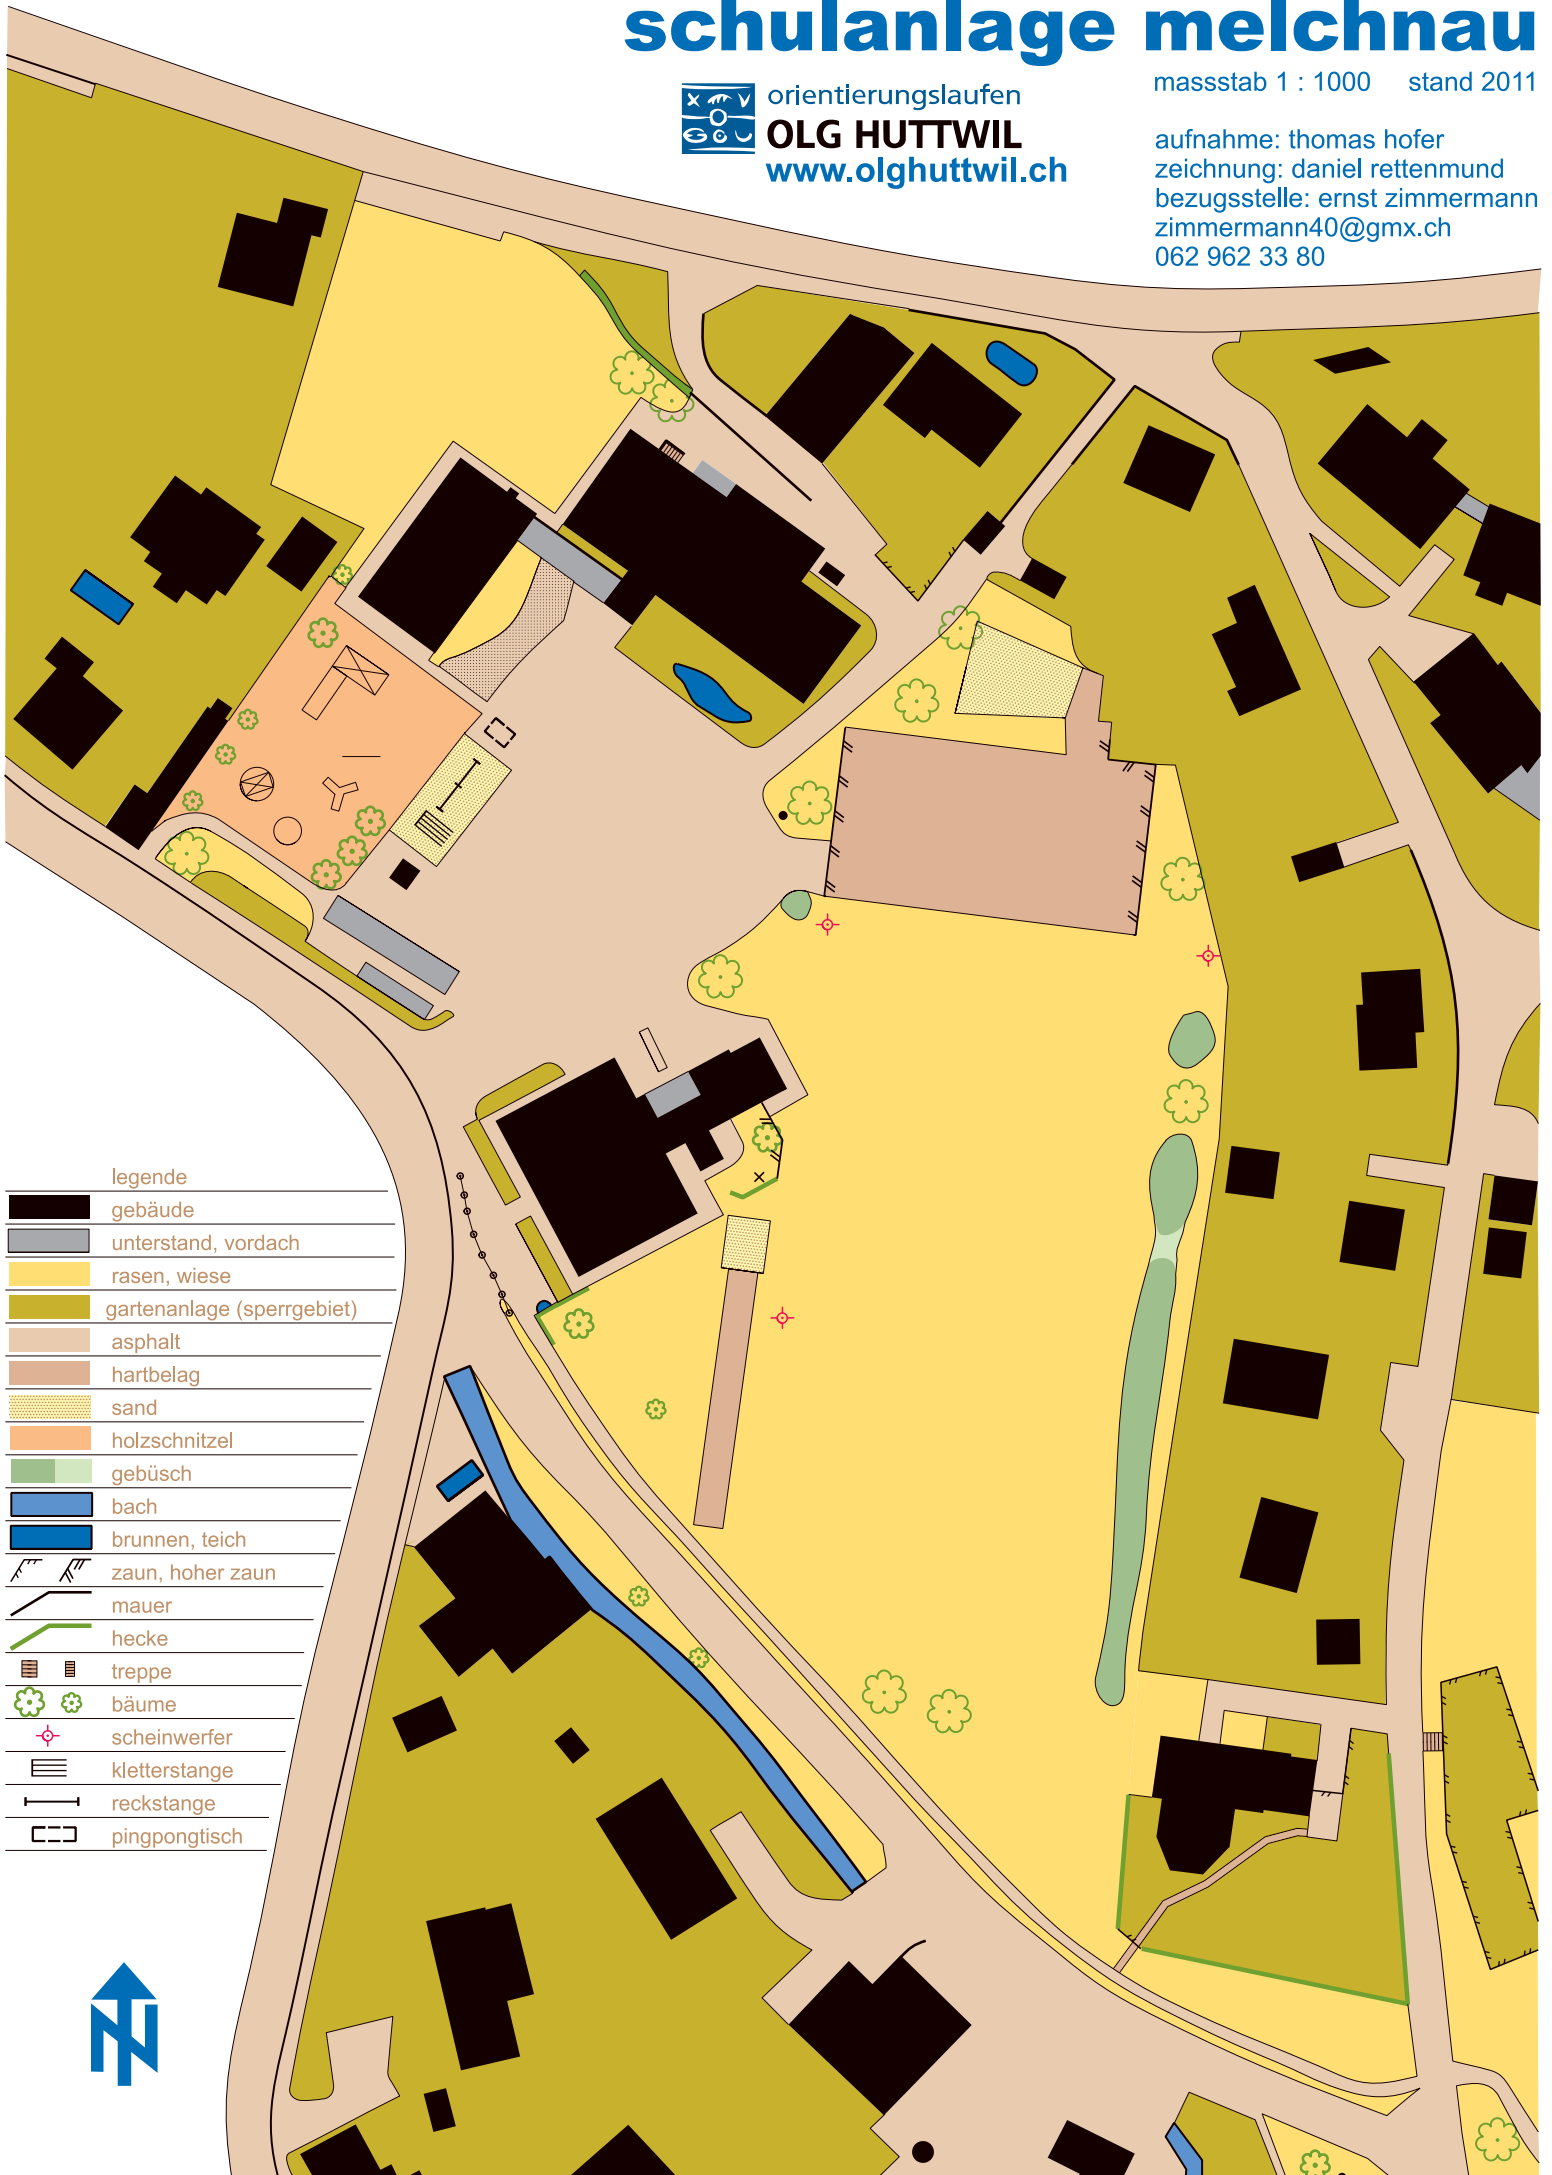 schulanlage melchnau
massstab 1 : 1000 stand 2011
orientierungslaufen
OLG HUTTWIL
www.olghuttwil.ch
aufnahme: thomas hofer
zeichnung: daniel rettenmund
bezugsstelle: ernst zimmermann
zimmermann40@gmx.ch
062 962 33 80
legende
gebäude
unterstand, vordach
rasen, wiese
gartenanlage (sperrgebiet)
asphalt
hartbelag
sand
holzschnitzel
gebüsch
bach
brunnen, teich
zaun, hoher zaun
mauer
hecke
treppe
bäume
scheinwerfer
kletterstange
reckstange
pingpongtisch
N